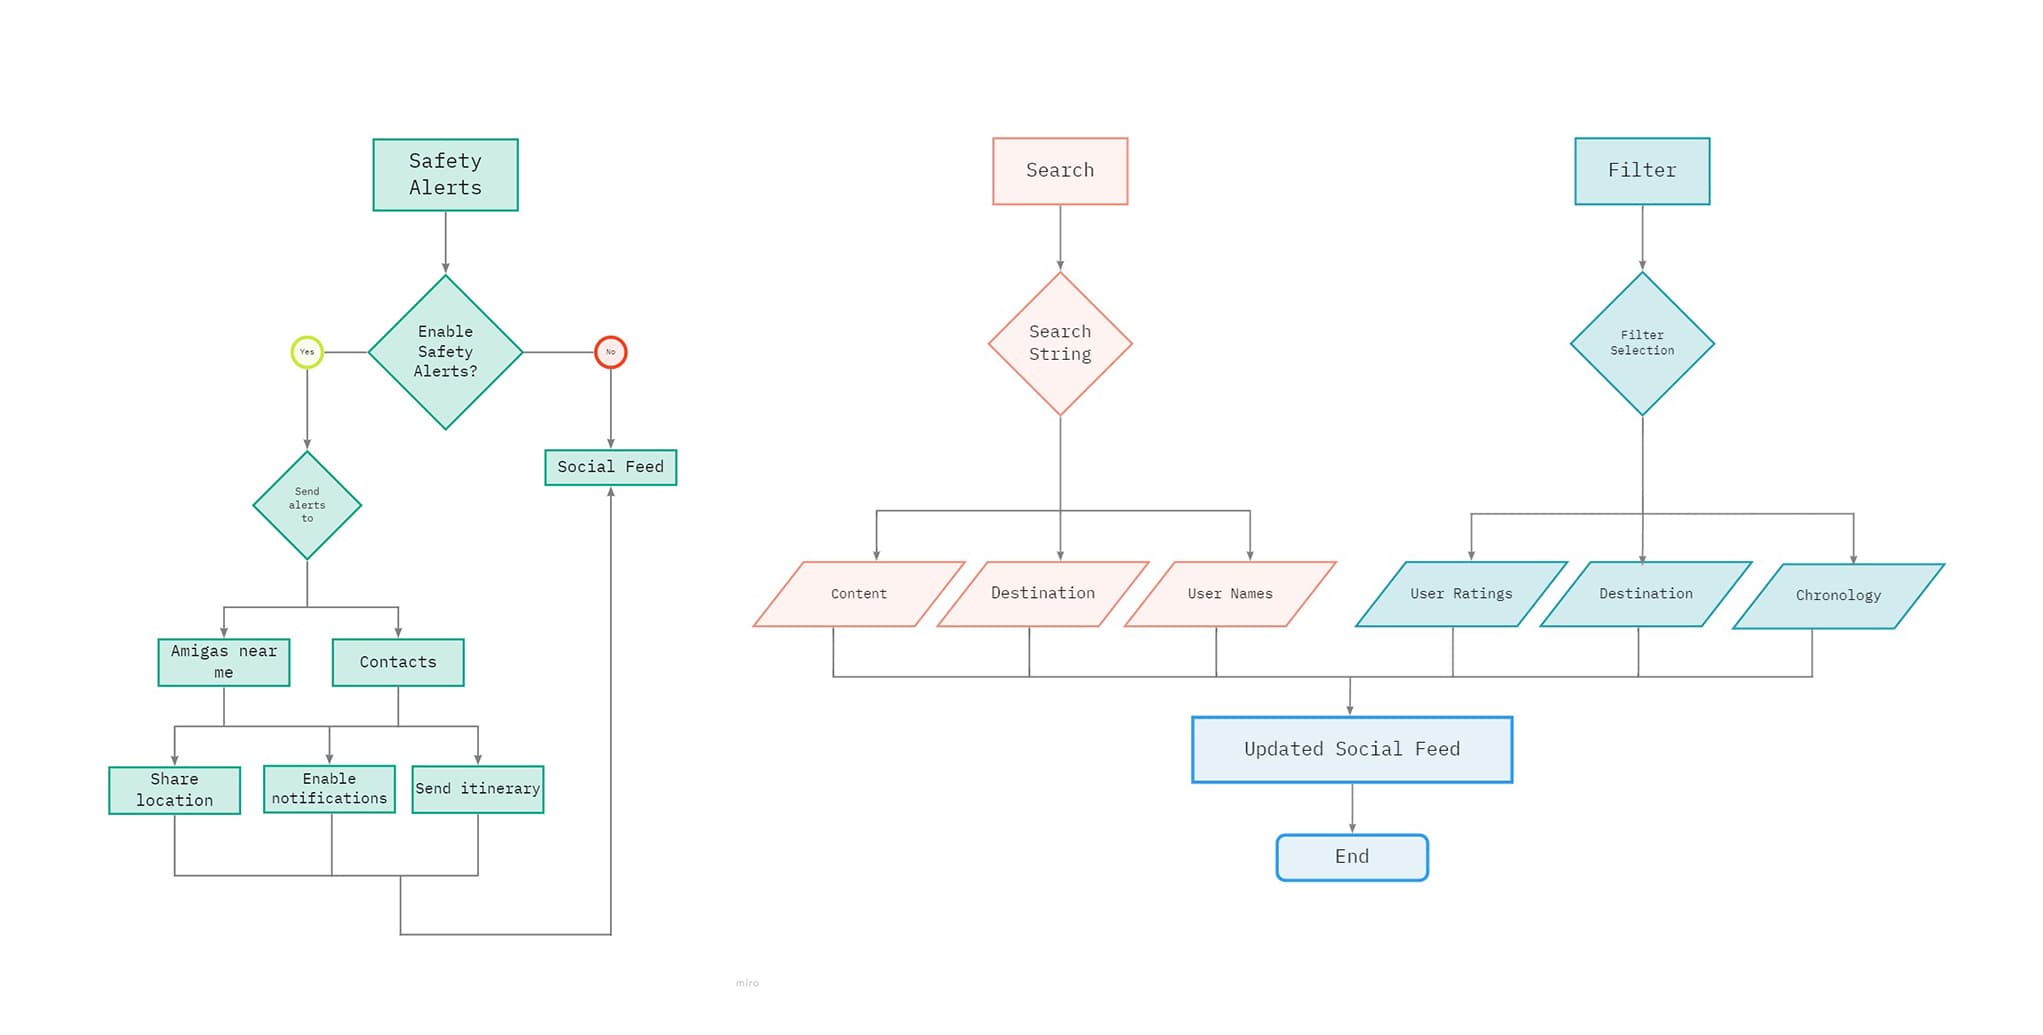 Safety
Alerts
Enable
Safety
Alerts?
Yes
No
Social Feed
Send
alerts
to
Amigas near
me
Contacts
Share
location
Enable
notifications
Send itinerary
Search
Search
String
Content
Destination
User Names
Filter
Filter
Selection
User Ratings
Destination
Chronology
Updated Social Feed
End
miro